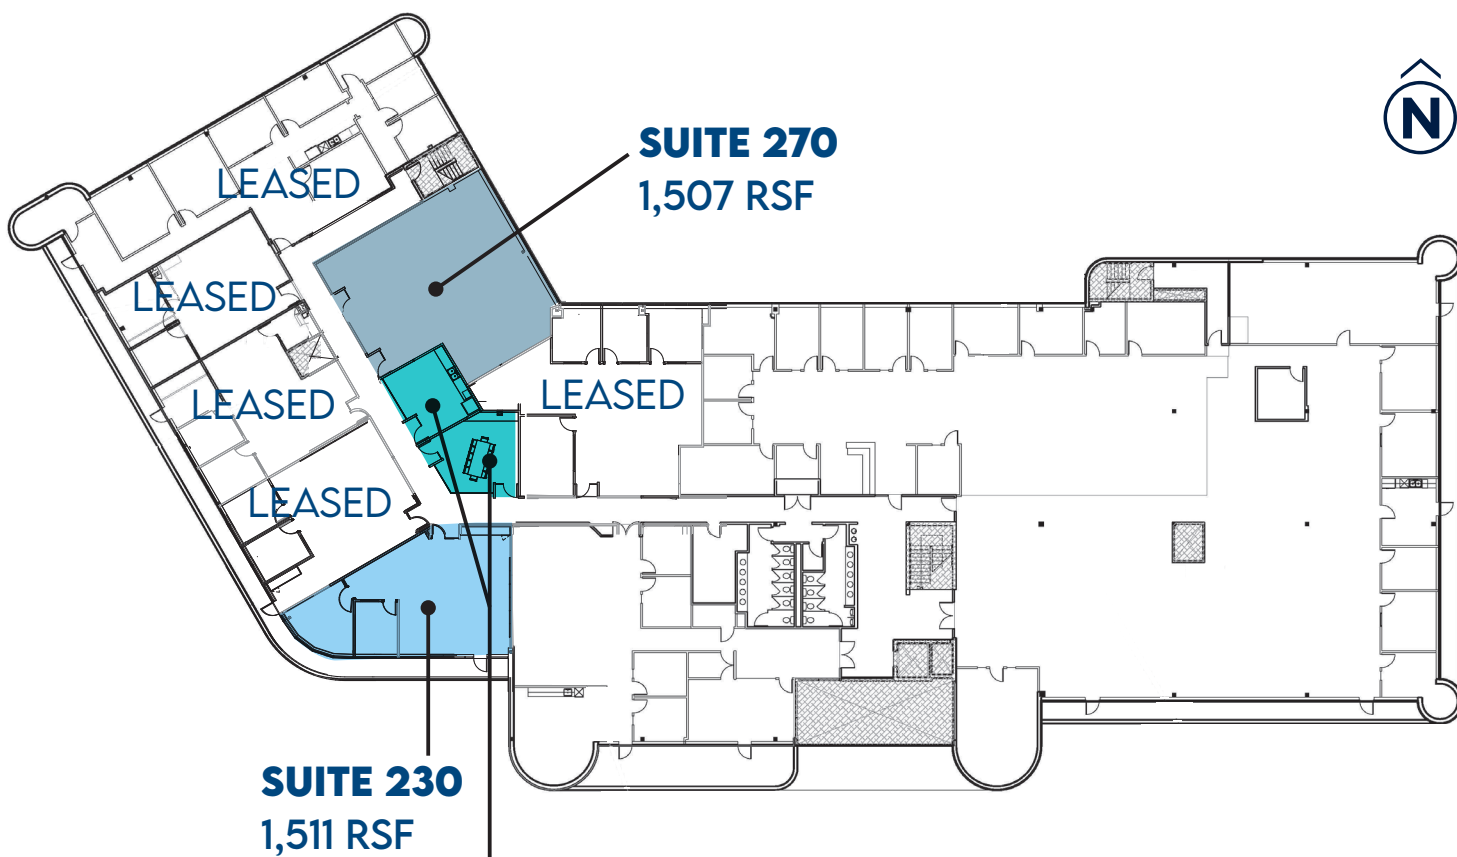 N
SUITE 270
1,507 RSF
LEASED
LEASED
LEASED
LEASED
LEASED
SUITE 230
1,511 RSF